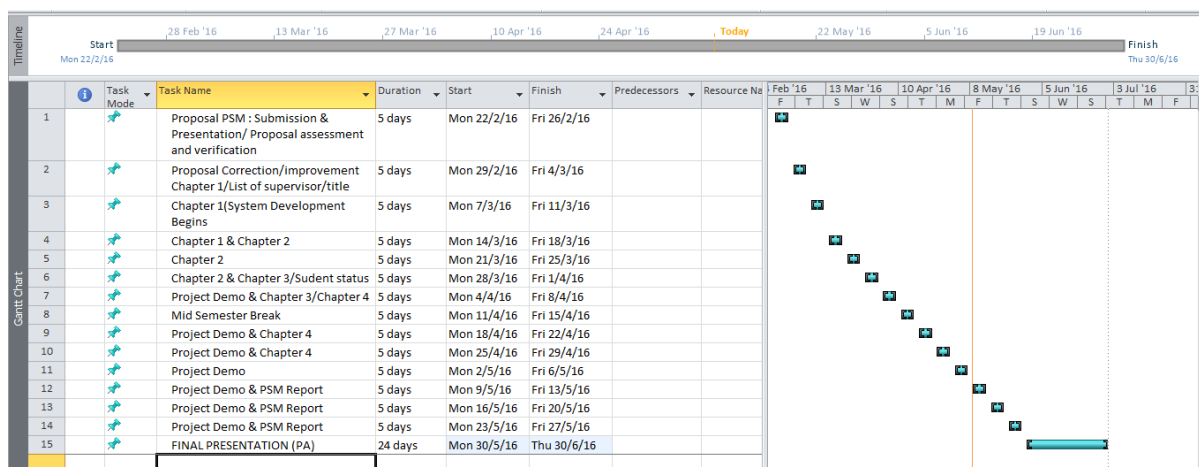 Timeline
28 Feb '16 13 Mar '16 27 Mar '16 10 Apr '16 24 Apr '16 Today 22 May '16 5 Jun '16 19 Jun '16
Start Finish
Mon 22/2/16 Thu 30/6/16
Gantt Chart
Task Mode Task Name Duration Start Finish Predecessors Resource Na
Feb '16 13 Mar '16 10 Apr '16 8 May '16 5 Jun '16 3 Jul '16 3
F T S W S T M F T S W S T M F
1 Proposal PSM : Submission & 5 days Mon 22/2/16 Fri 26/2/16
Presentation/ Proposal assessment
and verification
2 Proposal Correction/improvement 5 days Mon 29/2/16 Fri 4/3/16
Chapter 1/List of supervisor/title
3 Chapter 1(System Development 5 days Mon 7/3/16 Fri 11/3/16
Begins
4 Chapter 1 & Chapter 2 5 days Mon 14/3/16 Fri 18/3/16
5 Chapter 2 5 days Mon 21/3/16 Fri 25/3/16
6 Chapter 2 & Chapter 3/Sudent status 5 days Mon 28/3/16 Fri 1/4/16
7 Project Demo & Chapter 3/Chapter 4 5 days Mon 4/4/16 Fri 8/4/16
8 Mid Semester Break 5 days Mon 11/4/16 Fri 15/4/16
9 Project Demo & Chapter 4 5 days Mon 18/4/16 Fri 22/4/16
10 Project Demo & Chapter 4 5 days Mon 25/4/16 Fri 29/4/16
11 Project Demo 5 days Mon 2/5/16 Fri 6/5/16
12 Project Demo & PSM Report 5 days Mon 9/5/16 Fri 13/5/16
13 Project Demo & PSM Report 5 days Mon 16/5/16 Fri 20/5/16
14 Project Demo & PSM Report 5 days Mon 23/5/16 Fri 27/5/16
15 FINAL PRESENTATION (PA) 24 days Mon 30/5/16 Thu 30/6/16